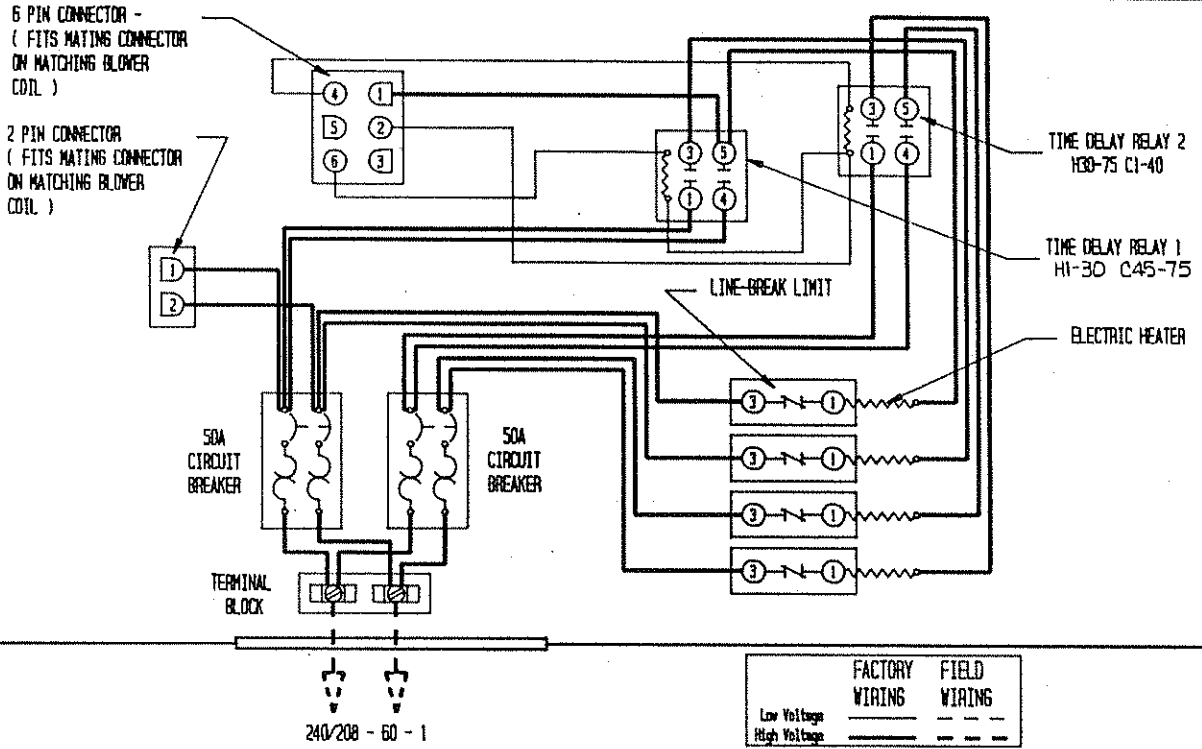 6 PIN CONNECTOR -
( FITS MATING CONNECTOR
ON MATCHING BLOWER
COIL )
2 PIN CONNECTOR
( FITS MATING CONNECTOR
ON MATCHING BLOWER
COIL )
4 1
5 2
6 3
1
2
3 5
1 4
3 5
1 4
TIME DELAY RELAY 2
H30-75 C1-40
TIME DELAY RELAY 1
H1-30 C45-75
LINE-BREAK LIMIT
ELECTRIC HEATER
3 1
3 1
3 1
3 1
50A
CIRCUIT
BREAKER
50A
CIRCUIT
BREAKER
TERMINAL
BLOCK
240/208 - 60 - 1
FACTORY FIELD
WIRING WIRING
Low Voltage
High Voltage